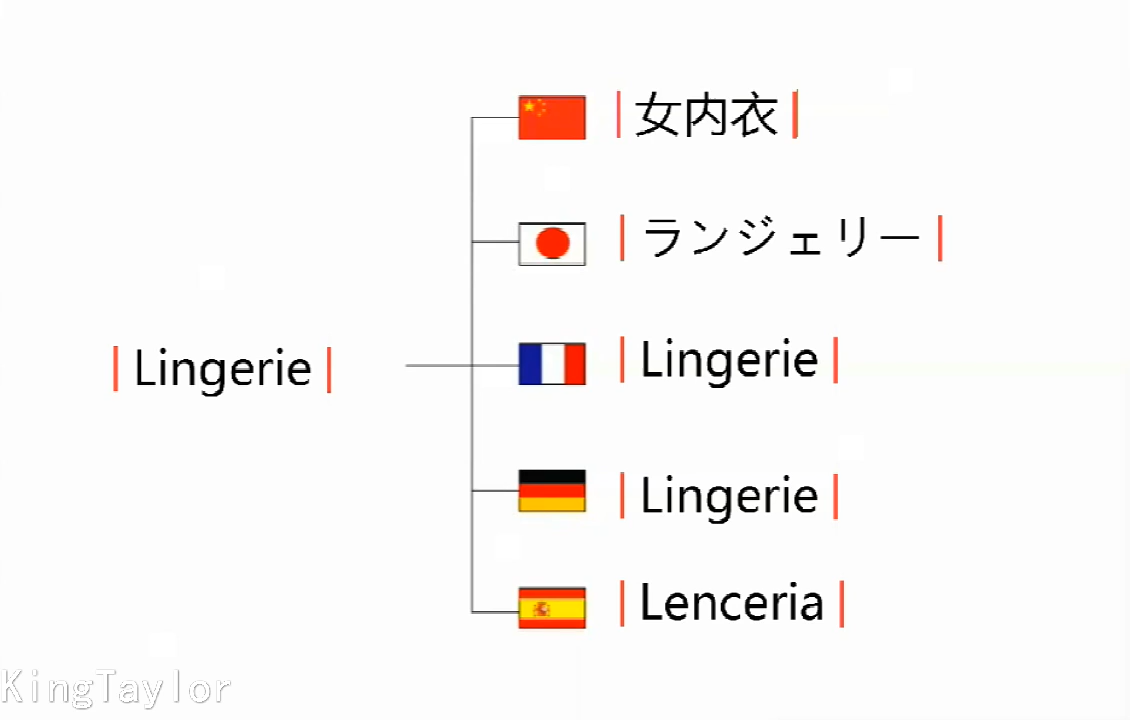 女内衣
ランジェリー
Lingerie
Lingerie
Lingerie
Lenceria
KingTaylor